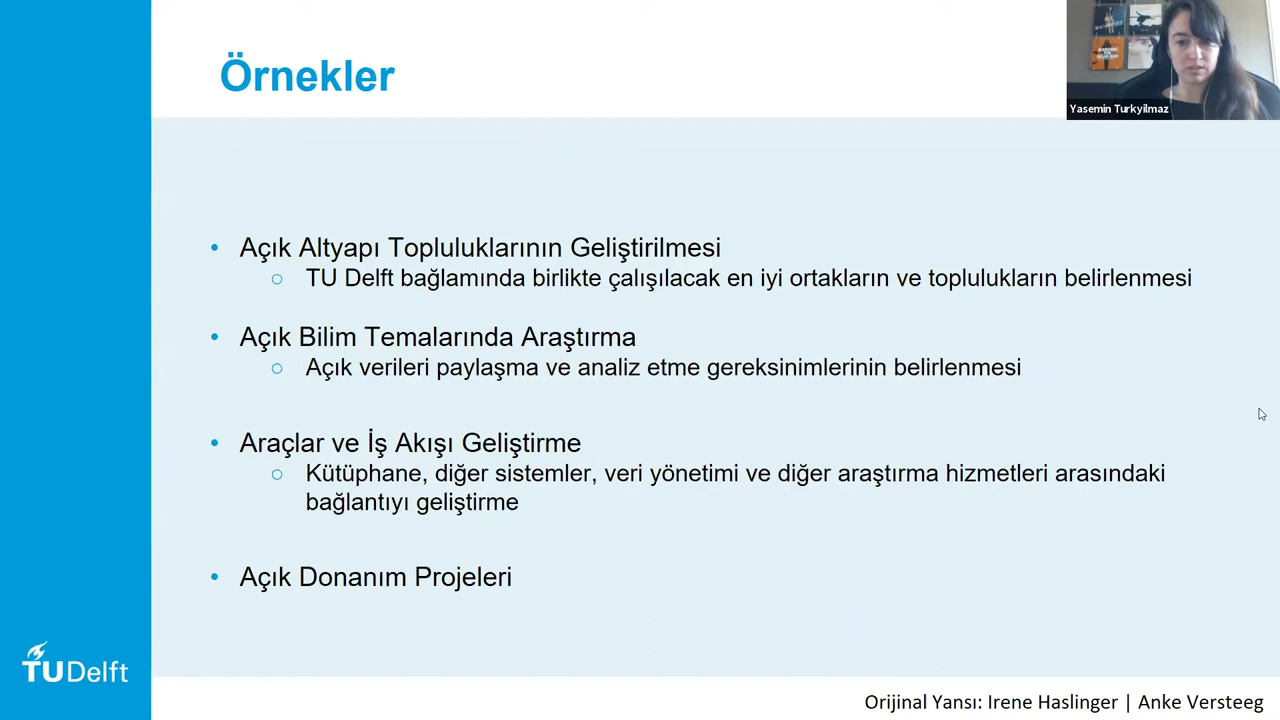 Örnekler
Yasemin Turkyilmaz
• Açık Altyapı Topluluklarının Geliştirilmesi
○ TU Delft bağlamında birlikte çalışılacak en iyi ortakların ve toplulukların belirlenmesi
• Açık Bilim Temalarında Araştırma
○ Açık verileri paylaşma ve analiz etme gereksinimlerinin belirlenmesi
• Araçlar ve İş Akışı Geliştirme
○ Kütüphane, diğer sistemler, veri yönetimi ve diğer araştırma hizmetleri arasındaki
bağlantıyı geliştirme
• Açık Donanım Projeleri
TUDelft
Orijinal Yansı: Irene Haslinger | Anke Versteeg